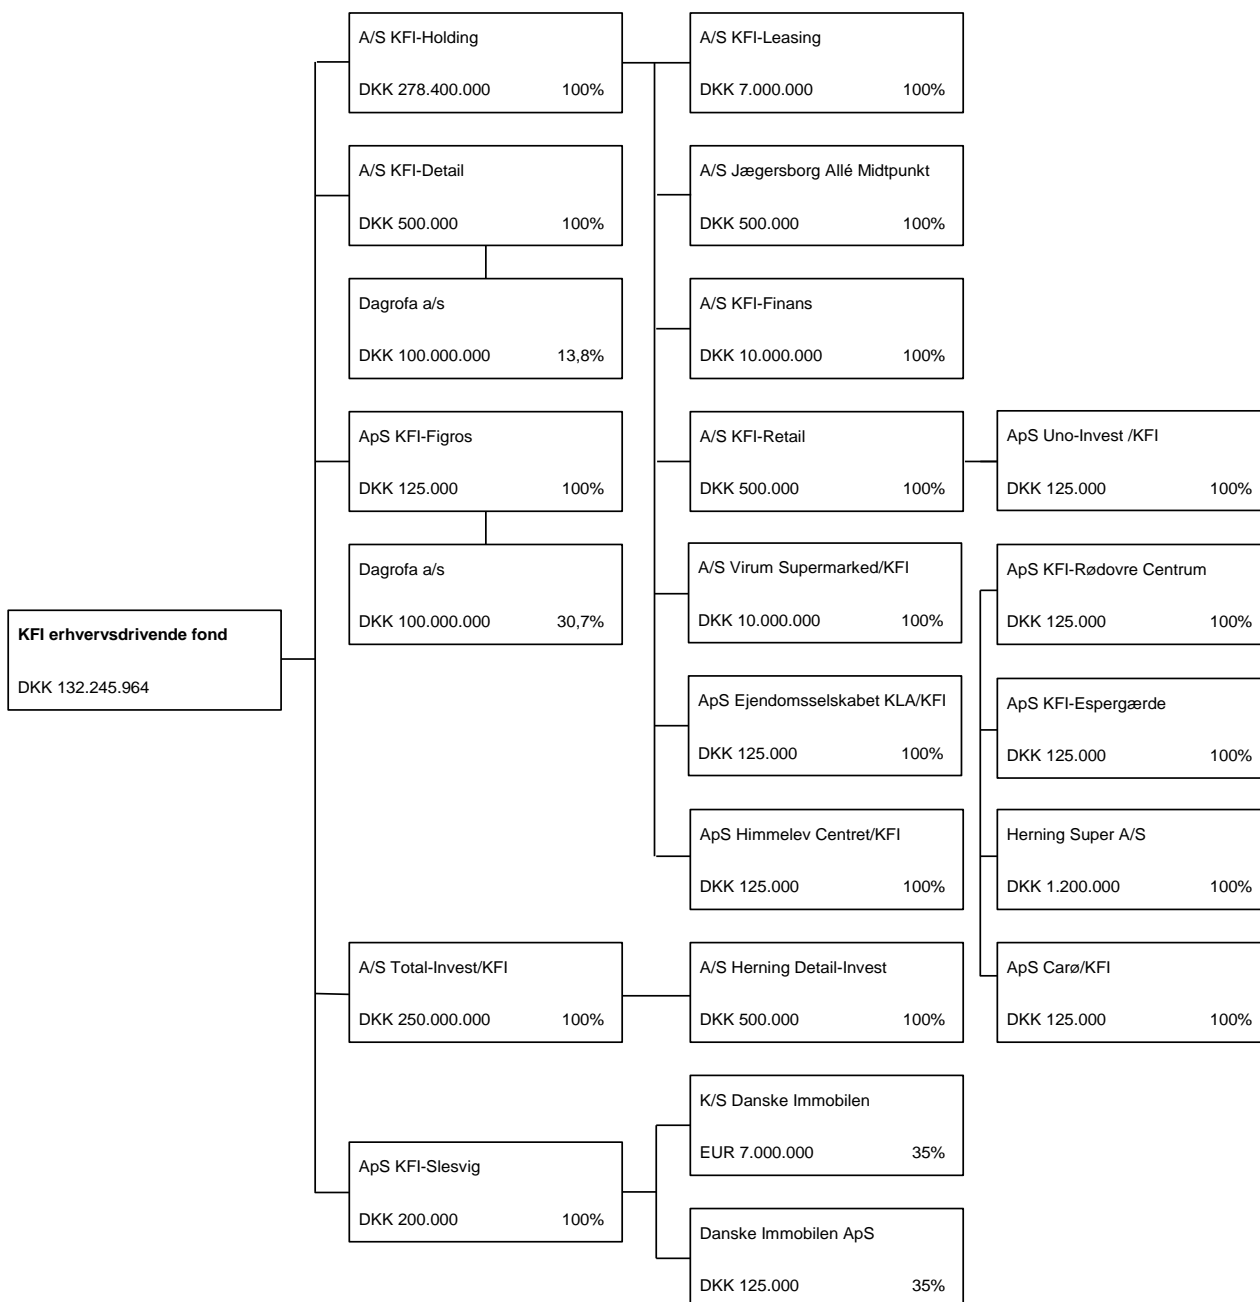 A/S KFI-Holding
DKK 278.400.000 100%
A/S KFI-Leasing
DKK 7.000.000 100%
A/S KFI-Detail
DKK 500.000 100%
A/S Jægersborg Allé Midtpunkt
DKK 500.000 100%
Dagrofa a/s
DKK 100.000.000 13,8%
A/S KFI-Finans
DKK 10.000.000 100%
ApS KFI-Figros
DKK 125.000 100%
A/S KFI-Retail
DKK 500.000 100%
ApS Uno-Invest /KFI
DKK 125.000 100%
Dagrofa a/s
DKK 100.000.000 30,7%
A/S Virum Supermarked/KFI
DKK 10.000.000 100%
ApS KFI-Rødovre Centrum
DKK 125.000 100%
KFI erhvervsdrivende fond
DKK 132.245.964
ApS Ejendomsselskabet KLA/KFI
DKK 125.000 100%
ApS KFI-Espergærde
DKK 125.000 100%
ApS Himmelev Centret/KFI
DKK 125.000 100%
Herning Super A/S
DKK 1.200.000 100%
A/S Total-Invest/KFI
DKK 250.000.000 100%
A/S Herning Detail-Invest
DKK 500.000 100%
ApS Carø/KFI
DKK 125.000 100%
K/S Danske Immobilen
EUR 7.000.000 35%
ApS KFI-Slesvig
DKK 200.000 100%
Danske Immobilen ApS
DKK 125.000 35%